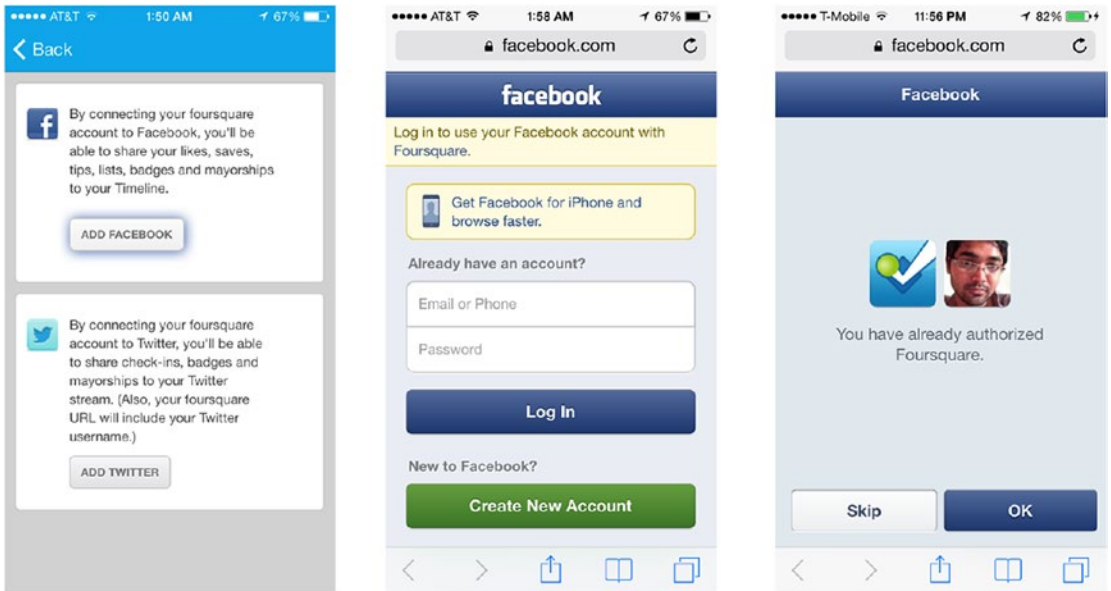 AT&T 1:50 AM 67%
Back
By connecting your foursquare
account to Facebook, you'll be
able to share your likes, saves,
tips, lists, badges and mayorships
to your Timeline.
ADD FACEBOOK
By connecting your foursquare
account to Twitter, you'll be able
to share check-ins, badges and
mayorships to your Twitter
stream. (Also, your foursquare
URL will include your Twitter
username.)
ADD TWITTER
AT&T 1:58 AM 67%
facebook.com
facebook
Log in to use your Facebook account with
Foursquare.
Get Facebook for iPhone and
browse faster.
Already have an account?
Email or Phone
Password
Log In
New to Facebook?
Create New Account
T-Mobile 11:56 PM 82%
facebook.com
Facebook
You have already authorized
Foursquare.
Skip OK